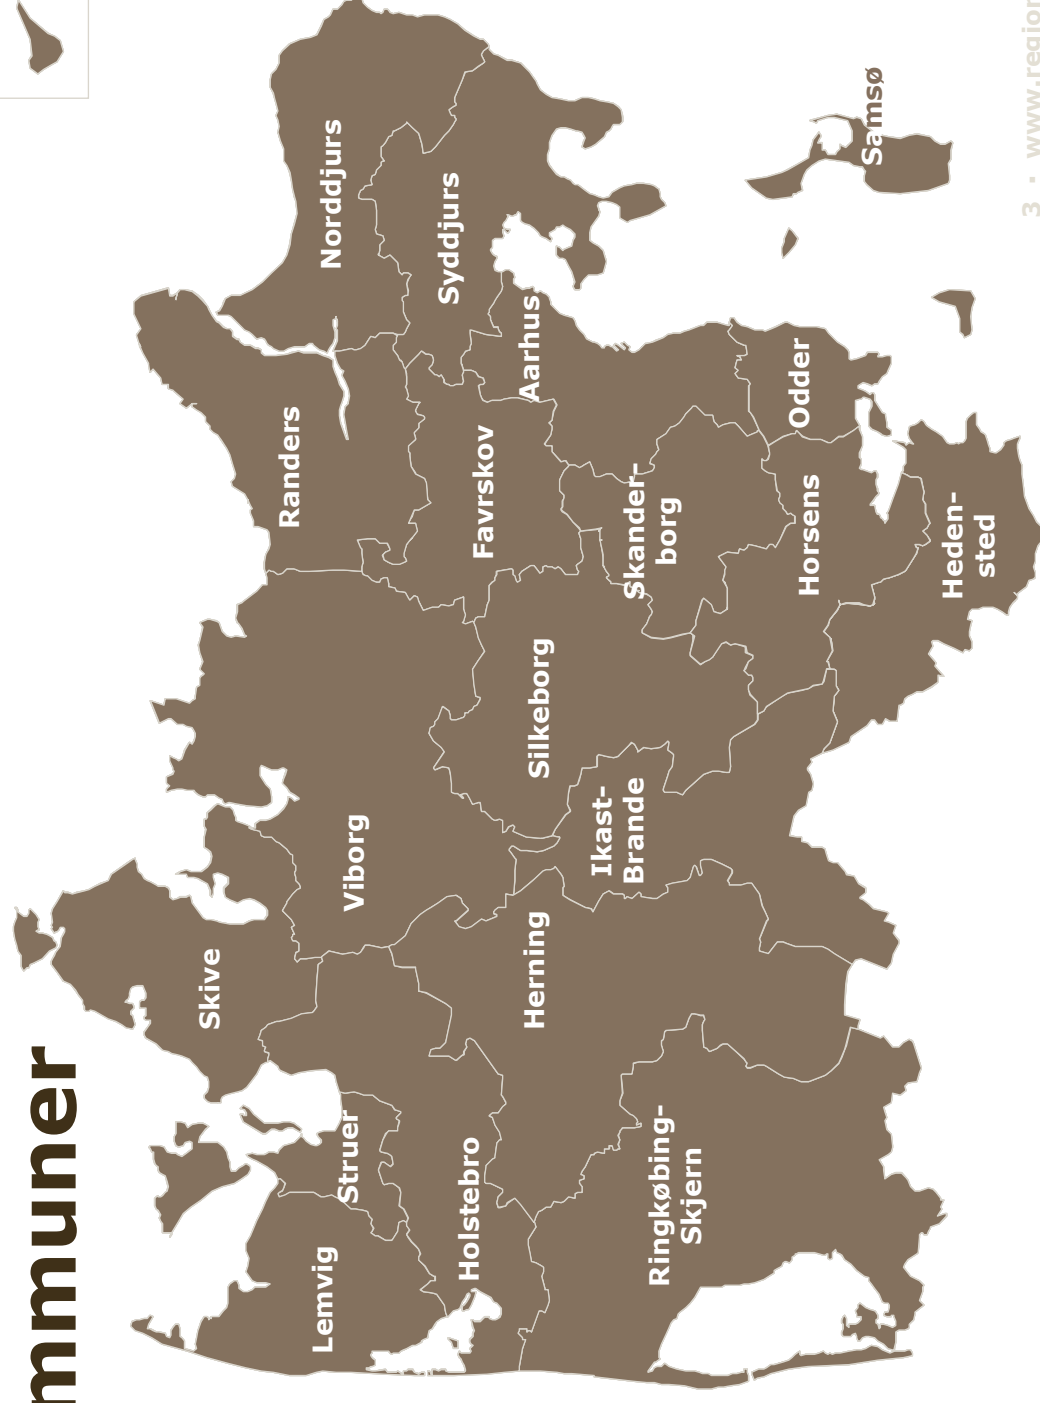 mmuner
Lemvig
Struer
Skive
Holstebro
Herning
Ringkøbing-
Skjern
Viborg
Ikast-
Brande
Silkeborg
Randers
Favrskov
Skander-
borg
Horsens
Heden-
sted
Norddjurs
Syddjurs
Aarhus
Odder
Samsø
3 · www.region